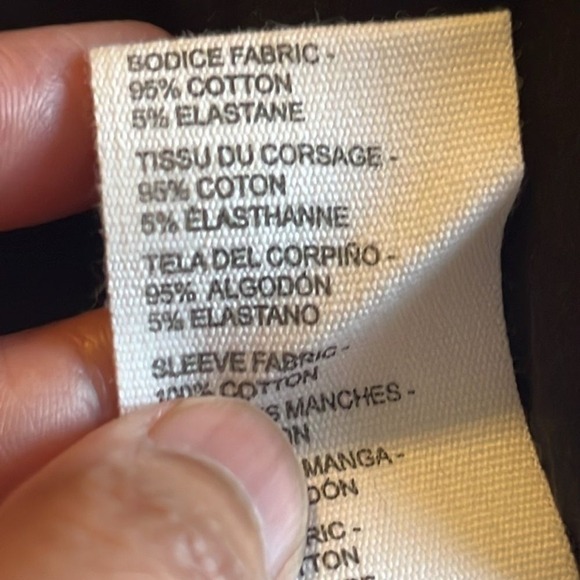 BODICE FABRIC -
95% COTTON
5% ELASTANE
TISSU DU CORSAGE -
95% COTON
5% ÉLASTHANNE
TELA DEL CORPIÑO -
95% ALGODÓN
5% ELASTANO
SLEEVE FABRIC -
100% COTTON
MANCHES -
MANGA -